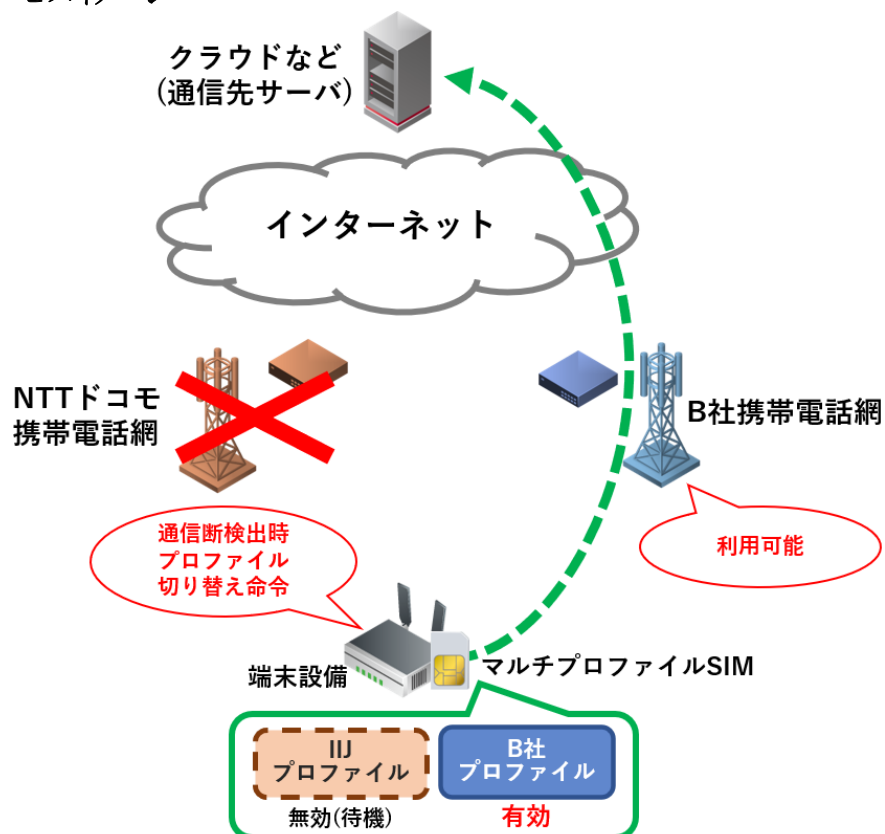 クラウドなど
(通信先サーバ)
インターネット
NTTドコモ
携帯電話網
B社携帯電話網
通信断検出時
プロファイル
切り替え命令
利用可能
端末設備
マルチプロファイルSIM
IIJ
プロファイル
B社
プロファイル
無効(待機)
有効